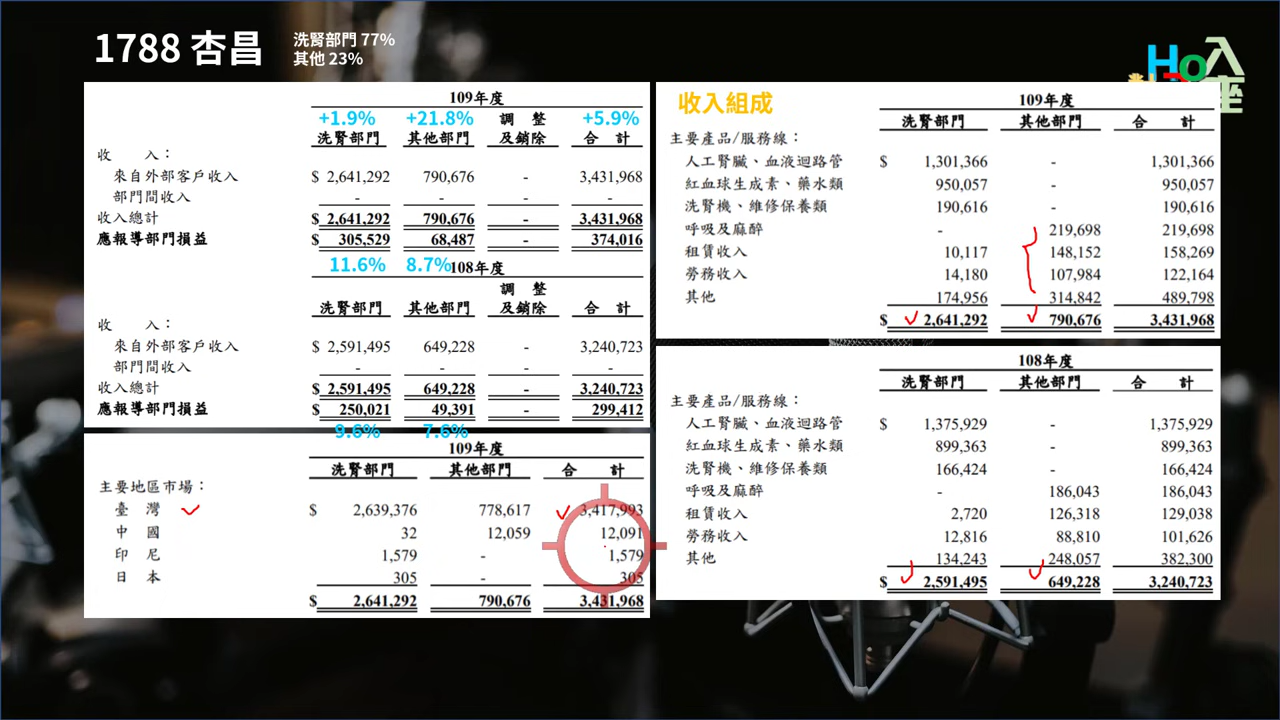 1788 杏昌
洗腎部門 77%
其他 23%
Ho入座
109年度
+1.9% +21.8% 調 整 +5.9%
洗腎部門 其他部門 及銷除 合 計
收 入：
來自外部客戶收入 $ 2,641,292 790,676 - 3,431,968
部門間收入 - - - -
收入總計 $ 2,641,292 790,676 - 3,431,968
應報導部門損益 $ 305,529 68,487 - 374,016
11.6% 8.7% 108年度
調 整
洗腎部門 其他部門 及銷除 合 計
收 入：
來自外部客戶收入 $ 2,591,495 649,228 - 3,240,723
部門間收入 - - - -
收入總計 $ 2,591,495 649,228 - 3,240,723
應報導部門損益 $ 250,021 49,391 - 299,412
9.6% 7.6%
109年度
洗腎部門 其他部門 合 計
主要地區市場：
臺 灣 $ 2,639,376 778,617 3,417,993
中 國 32 12,059 12,091
印 尼 1,579 - 1,579
日 本 305 - 305
$ 2,641,292 790,676 3,431,968
收入組成
109年度
洗腎部門 其他部門 合 計
主要產品/服務線：
人工腎臟、血液迴路管 $ 1,301,366 - 1,301,366
紅血球生成素、藥水類 950,057 - 950,057
洗腎機、維修保養類 190,616 - 190,616
呼吸及麻醉 - 219,698 219,698
租賃收入 10,117 148,152 158,269
勞務收入 14,180 107,984 122,164
其他 174,956 314,842 489,798
$ 2,641,292 790,676 3,431,968
108年度
洗腎部門 其他部門 合 計
主要產品/服務線：
人工腎臟、血液迴路管 $ 1,375,929 - 1,375,929
紅血球生成素、藥水類 899,363 - 899,363
洗腎機、維修保養類 166,424 - 166,424
呼吸及麻醉 - 186,043 186,043
租賃收入 2,720 126,318 129,038
勞務收入 12,816 88,810 101,626
其他 134,243 248,057 382,300
$ 2,591,495 649,228 3,240,723